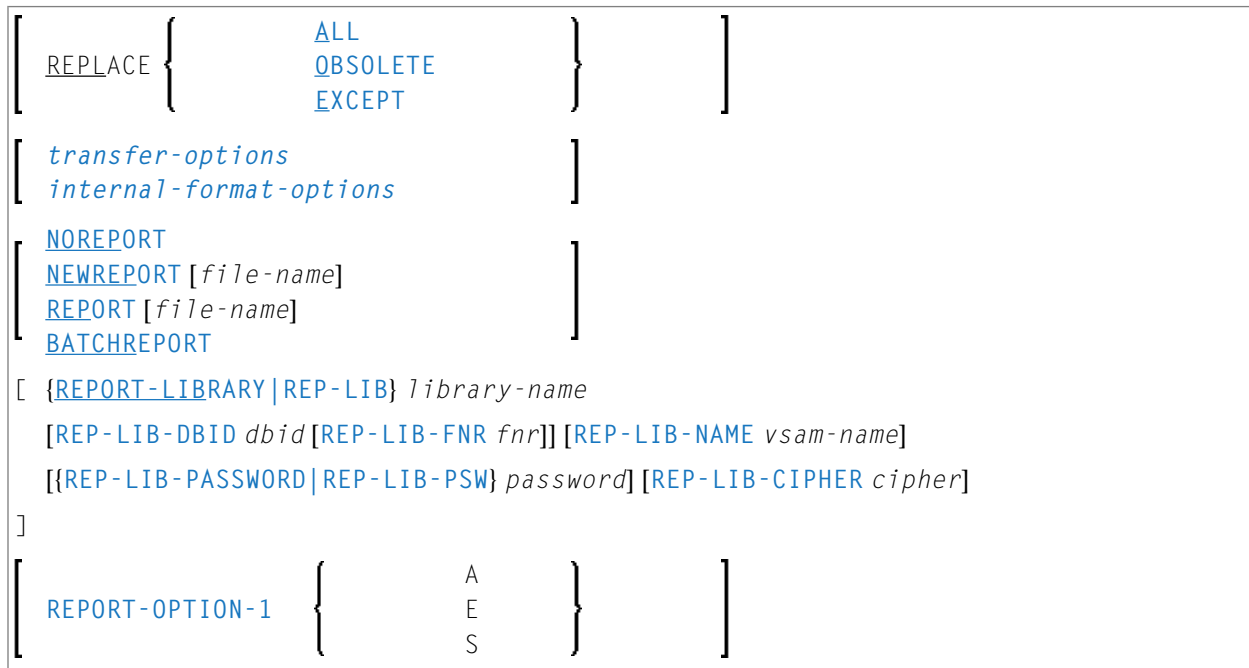 ALL
REPLACE
OBSOLETE
EXCEPT
transfer-options
internal-format-options
NOREPORT
NEWREPORT [file-name]
REPORT [file-name]
BATCHREPORT
[ {REPORT-LIBRARY|REP-LIB} library-name
[REP-LIB-DBID dbid [REP-LIB-FNR fnr]] [REP-LIB-NAME vsam-name]
[{REP-LIB-PASSWORD|REP-LIB-PSW} password] [REP-LIB-CIPHER cipher]
]
A
REPORT-OPTION-1 E
S